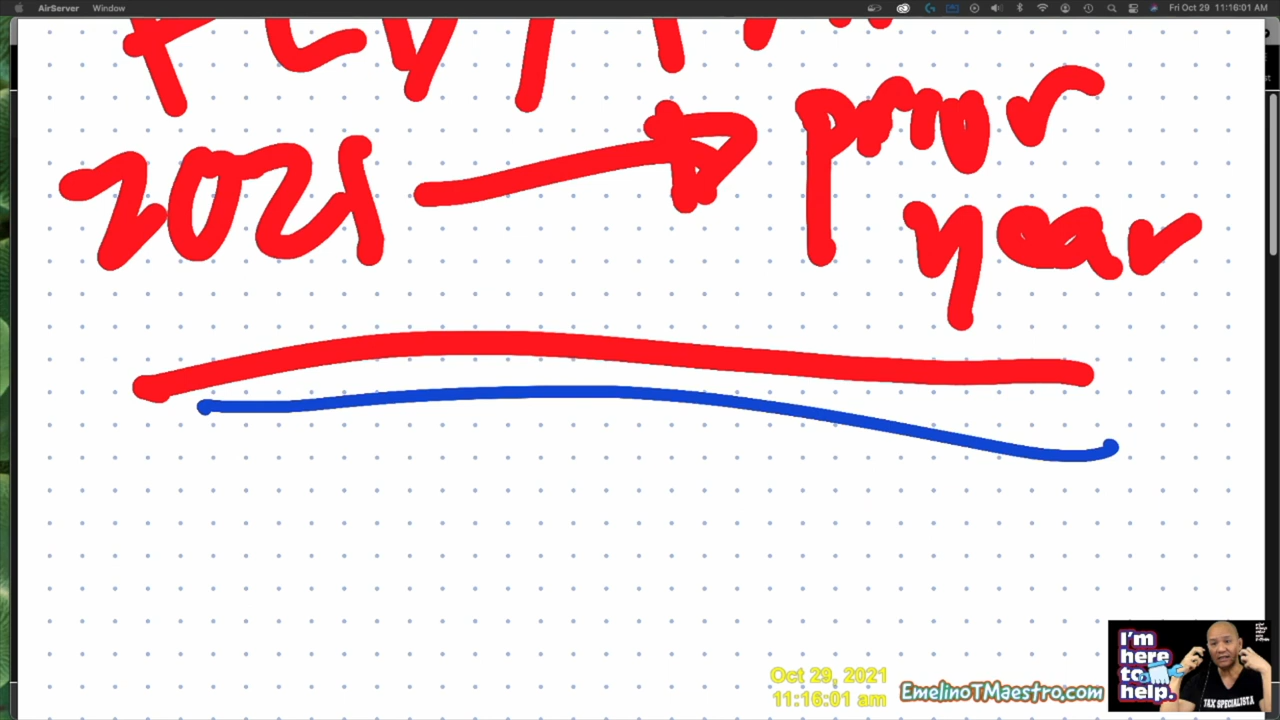 AirServer Window Fri Oct 29 11:16:01 AM
2021 → prior
year
I'm
here
to
help.
TAX SPECIALISTA
Oct 29, 2021
11:16:01 am
EmelinoTMaestro.com